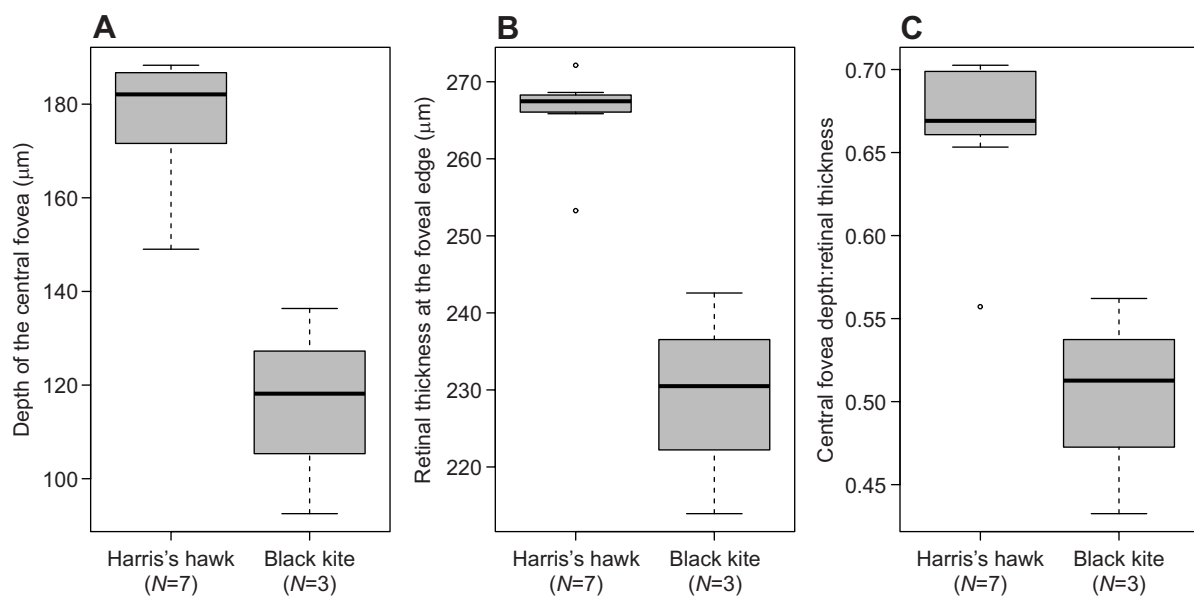 A
Depth of the central fovea (μm)
180
160
140
120
100
Harris's hawk
(N=7)
Black kite
(N=3)
B
Retinal thickness at the foveal edge (μm)
270
260
250
240
230
220
Harris's hawk
(N=7)
Black kite
(N=3)
C
Central fovea depth:retinal thickness
0.70
0.65
0.60
0.55
0.50
0.45
Harris's hawk
(N=7)
Black kite
(N=3)